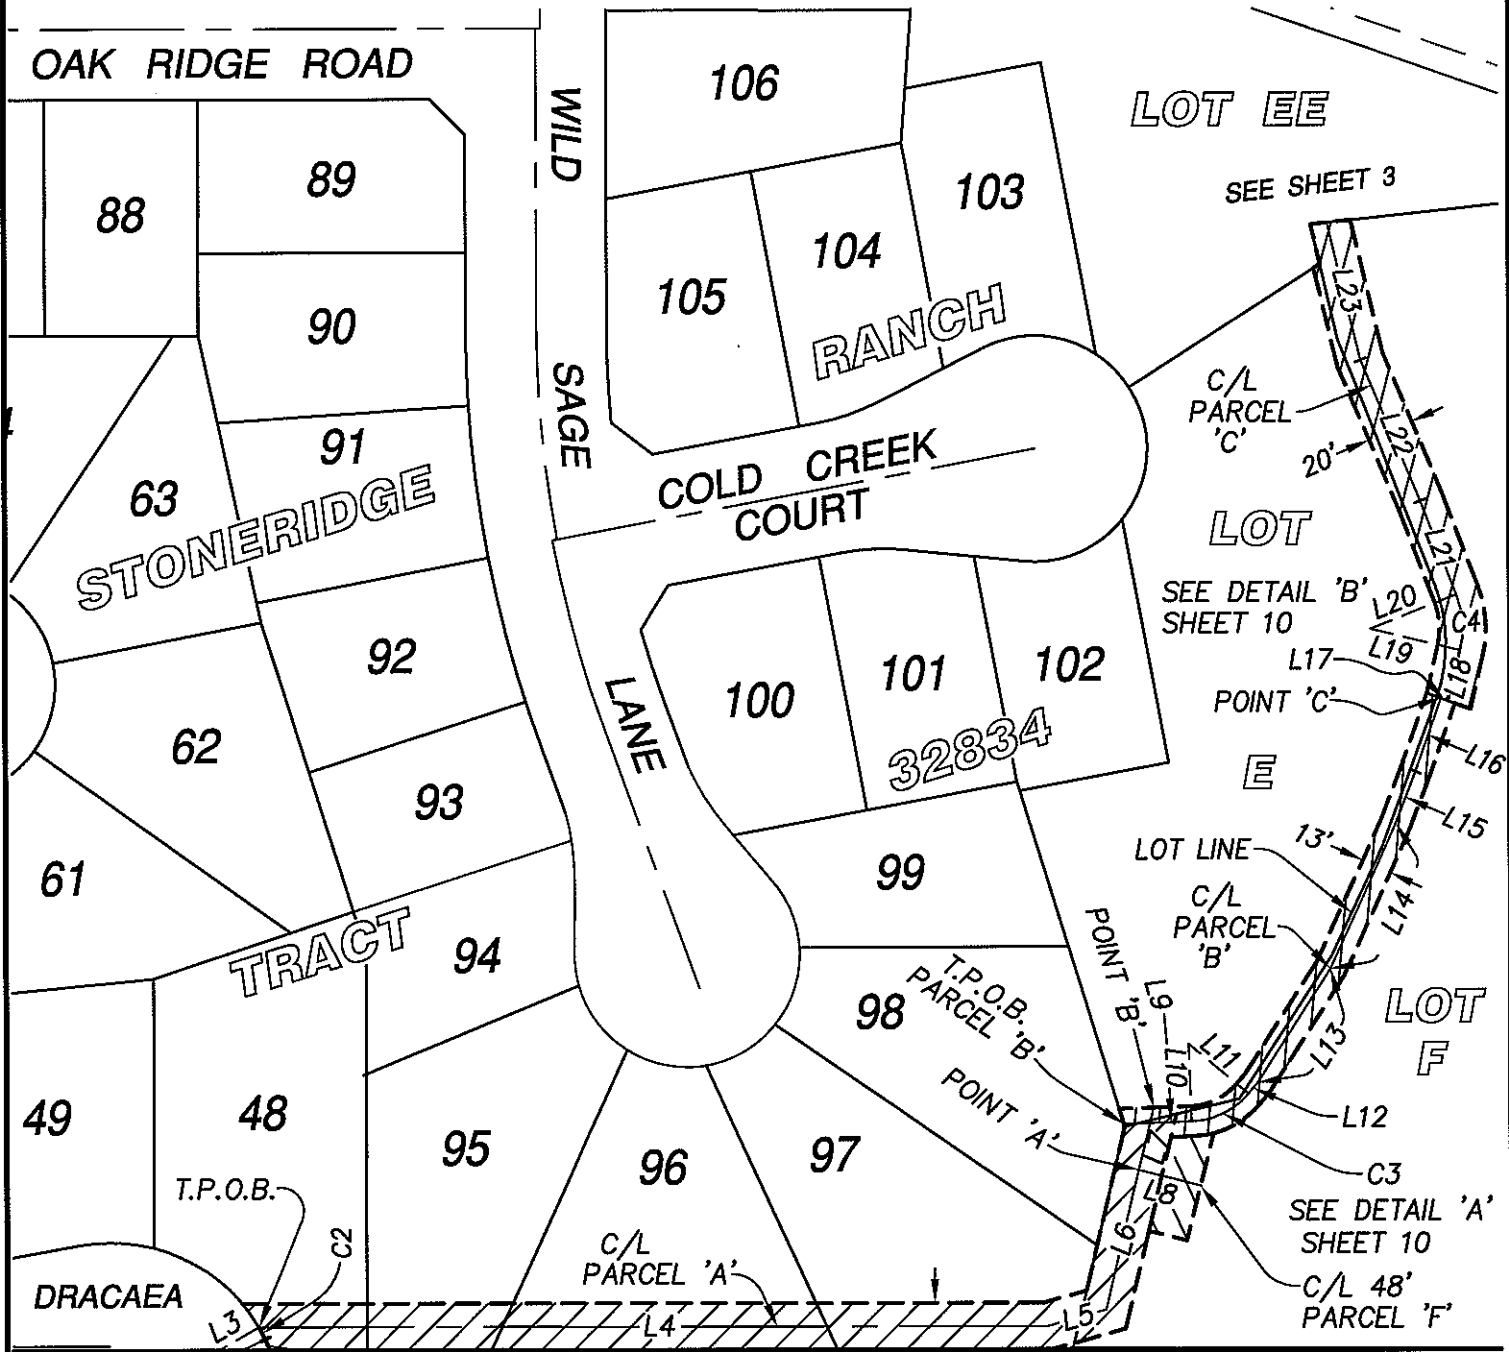 OAK RIDGE ROAD
WILD
SAGE
LANE
106
LOT EE
SEE SHEET 3
88
89
103
104
105
90
RANCH
L23
C/L
PARCEL
'C'
L22
20'
91
63
STONERIDGE
COLD CREEK
COURT
LOT
L21
SEE DETAIL 'B'
SHEET 10
L20
C4
L19
L17
L18
POINT 'C'
92
100
101
102
62
32834
E
L16
93
L15
13'
LOT LINE
61
99
C/L
PARCEL
'B'
L14
TRACT
94
POINT 'B'
T.P.O.B.
PARCEL 'B'
L9
L10
L11
L13
LOT
F
98
POINT 'A'
L12
49
48
95
96
97
C3
L8
T.P.O.B.
C2
L6
SEE DETAIL 'A'
SHEET 10
C/L
PARCEL 'A'
C/L 48'
PARCEL 'F'
DRACAEA
L3
L4
L5